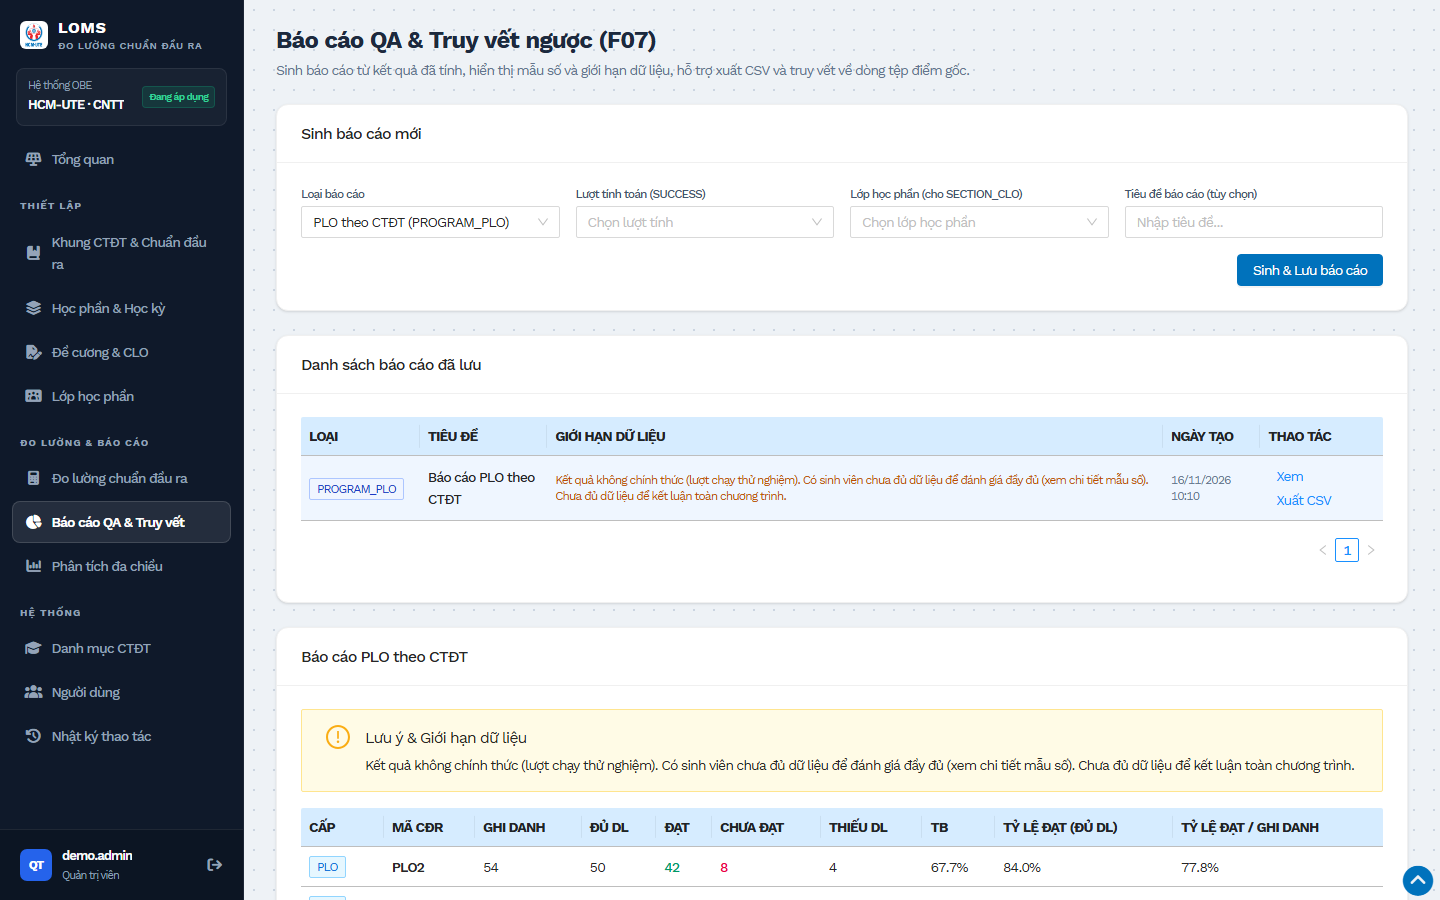 LOMS
ĐO LƯỜNG CHUẨN ĐẦU RA
Hệ thống OBE
HCM-UTE · CNTT
Đang áp dụng
Tổng quan
THIẾT LẬP
Khung CTĐT & Chuẩn đầu
ra
Học phần & Học kỳ
Đề cương & CLO
Lớp học phần
ĐO LƯỜNG & BÁO CÁO
Đo lường chuẩn đầu ra
Báo cáo QA & Truy vết
Phân tích đa chiều
HỆ THỐNG
Danh mục CTĐT
Người dùng
Nhật ký thao tác
QT
demo.admin
Quản trị viên
Báo cáo QA & Truy vết ngược (F07)
Sinh báo cáo từ kết quả đã tính, hiển thị mẫu số và giới hạn dữ liệu, hỗ trợ xuất CSV và truy vết về dòng tệp điểm gốc.
Sinh báo cáo mới
Loại báo cáo
Lượt tính toán (SUCCESS)
Lớp học phần (cho SECTION_CLO)
Tiêu đề báo cáo (tùy chọn)
PLO theo CTĐT (PROGRAM_PLO)
Chọn lượt tính
Chọn lớp học phần
Nhập tiêu đề...
Sinh & Lưu báo cáo
Danh sách báo cáo đã lưu
LOẠI TIÊU ĐỀ GIỚI HẠN DỮ LIỆU NGÀY TẠO THAO TÁC
PROGRAM_PLO
Báo cáo PLO theo
CTĐT
Kết quả không chính thức (lượt chạy thử nghiệm). Có sinh viên chưa đủ dữ liệu để đánh giá đầy đủ (xem chi tiết mẫu số).
Chưa đủ dữ liệu để kết luận toàn chương trình.
16/11/2026
10:10
Xem
Xuất CSV
1
Báo cáo PLO theo CTĐT
Lưu ý & Giới hạn dữ liệu
Kết quả không chính thức (lượt chạy thử nghiệm). Có sinh viên chưa đủ dữ liệu để đánh giá đầy đủ (xem chi tiết mẫu số). Chưa đủ dữ liệu để kết luận toàn chương trình.
CẤP MÃ CĐR GHI DANH ĐỦ DL ĐẠT CHƯA ĐẠT THIẾU DL TB TỶ LỆ ĐẠT (ĐỦ DL) TỶ LỆ ĐẠT / GHI DANH
PLO PLO2 54 50 42 8 4 67.7% 84.0% 77.8%